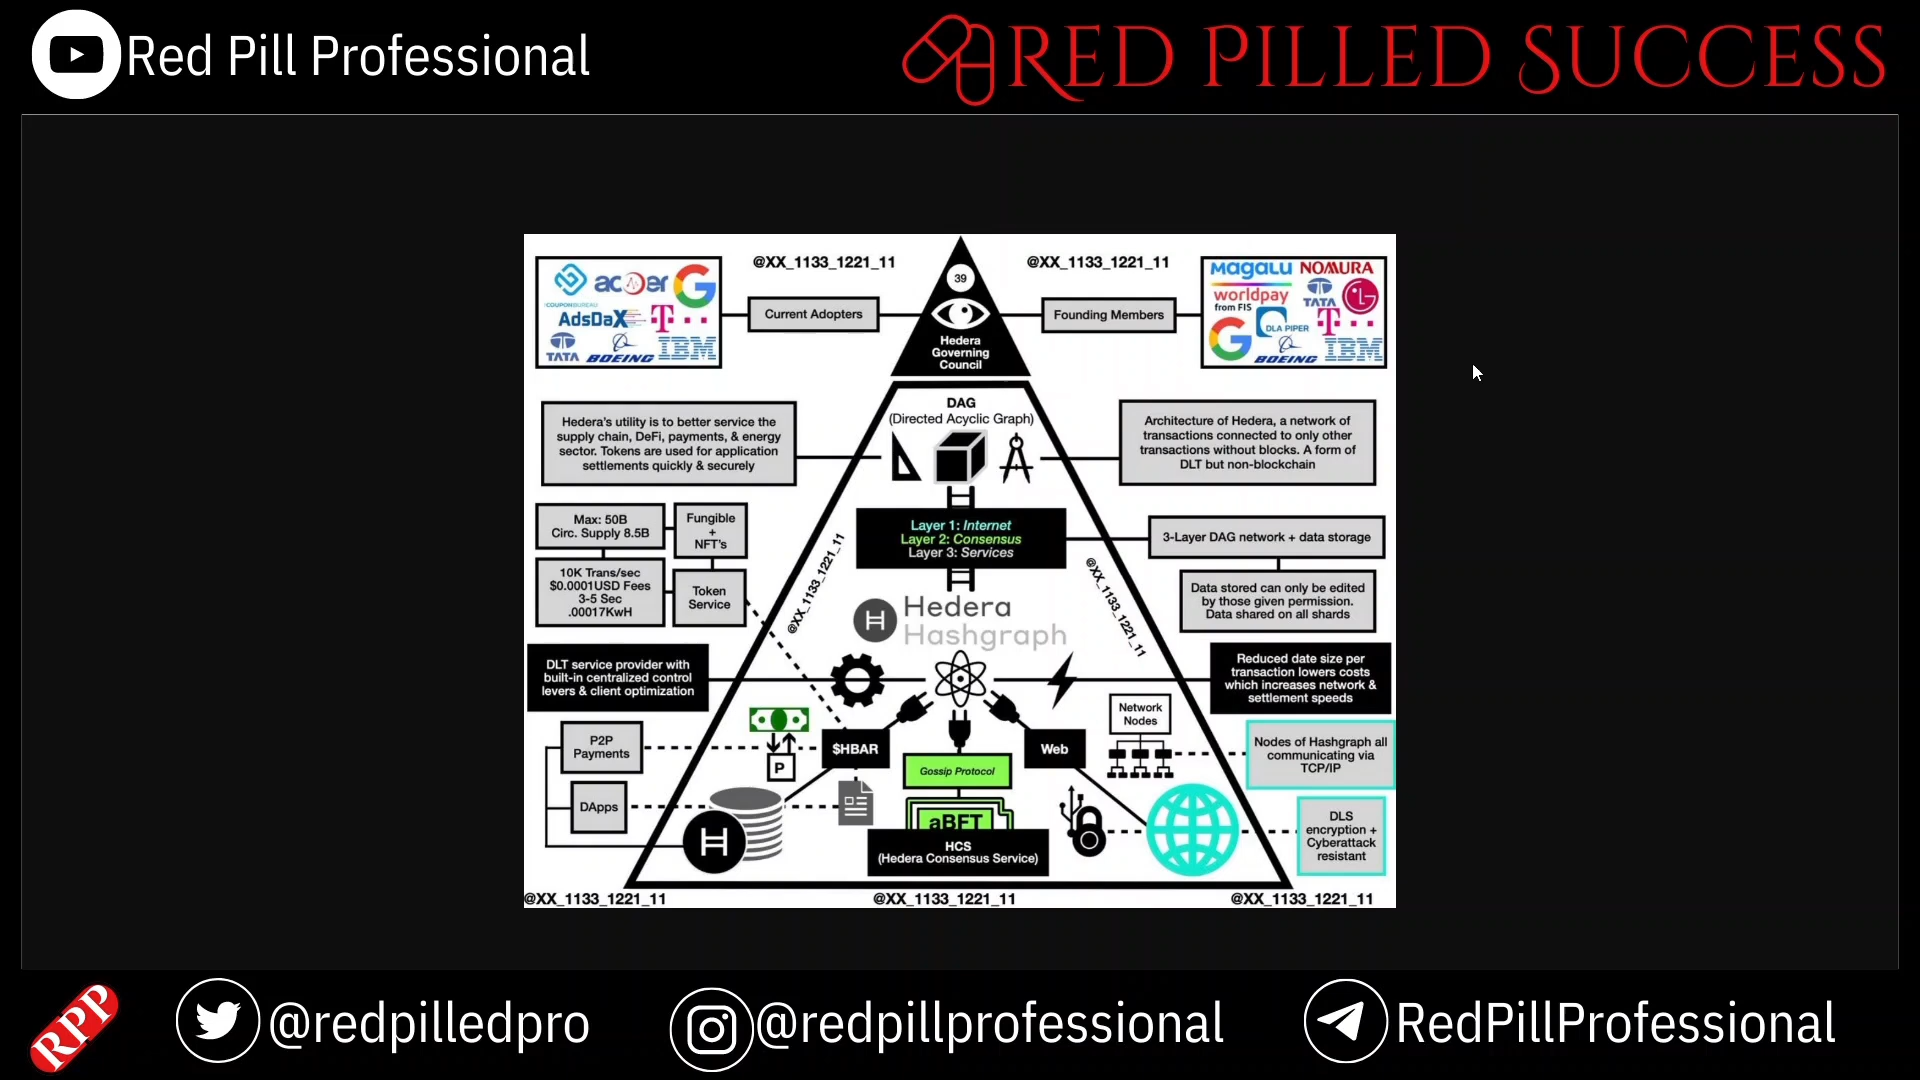 Red Pill Professional
RED PILLED SUCCESS
@XX_1133_1221_11
@XX_1133_1221_11
39
COUPONBUREAU
acoer
G
AdsDaX
T
TATA
BOEING
IBM
Current Adopters
Founding Members
Magalu
NOMURA
worldpay
from FIS
TATA
LG
G
DLA PIPER
T
BOEING
IBM
Hedera
Governing
Council
DAG
(Directed Acyclic Graph)
Hedera's utility is to better service the
supply chain, DeFi, payments, & energy
sector. Tokens are used for application
settlements quickly & securely
Architecture of Hedera, a network of
transactions connected to only other
transactions without blocks. A form of
DLT but non-blockchain
Max: 50B
Circ. Supply 8.5B
Fungible
+
NFT's
Layer 1: Internet
Layer 2: Consensus
Layer 3: Services
3-Layer DAG network + data storage
10K Trans/sec
$0.0001USD Fees
3-5 Sec
.00017KwH
Token
Service
@XX_1133_1221_11
@XX_1133_1221_11
Data stored can only be edited
by those given permission.
Data shared on all shards
H
Hedera
Hashgraph
DLT service provider with
built-in centralized control
levers & client optimization
Reduced date size per
transaction lowers costs
which increases network &
settlement speeds
Network
Nodes
P2P
Payments
P
$HBAR
Web
Gossip Protocol
Nodes of Hashgraph all
communicating via
TCP/IP
DApps
aBFT
H
HCS
(Hedera Consensus Service)
DLS
encryption +
Cyberattack
resistant
@XX_1133_1221_11
@XX_1133_1221_11
@XX_1133_1221_11
RPP
@redpilledpro
@redpillprofessional
RedPillProfessional